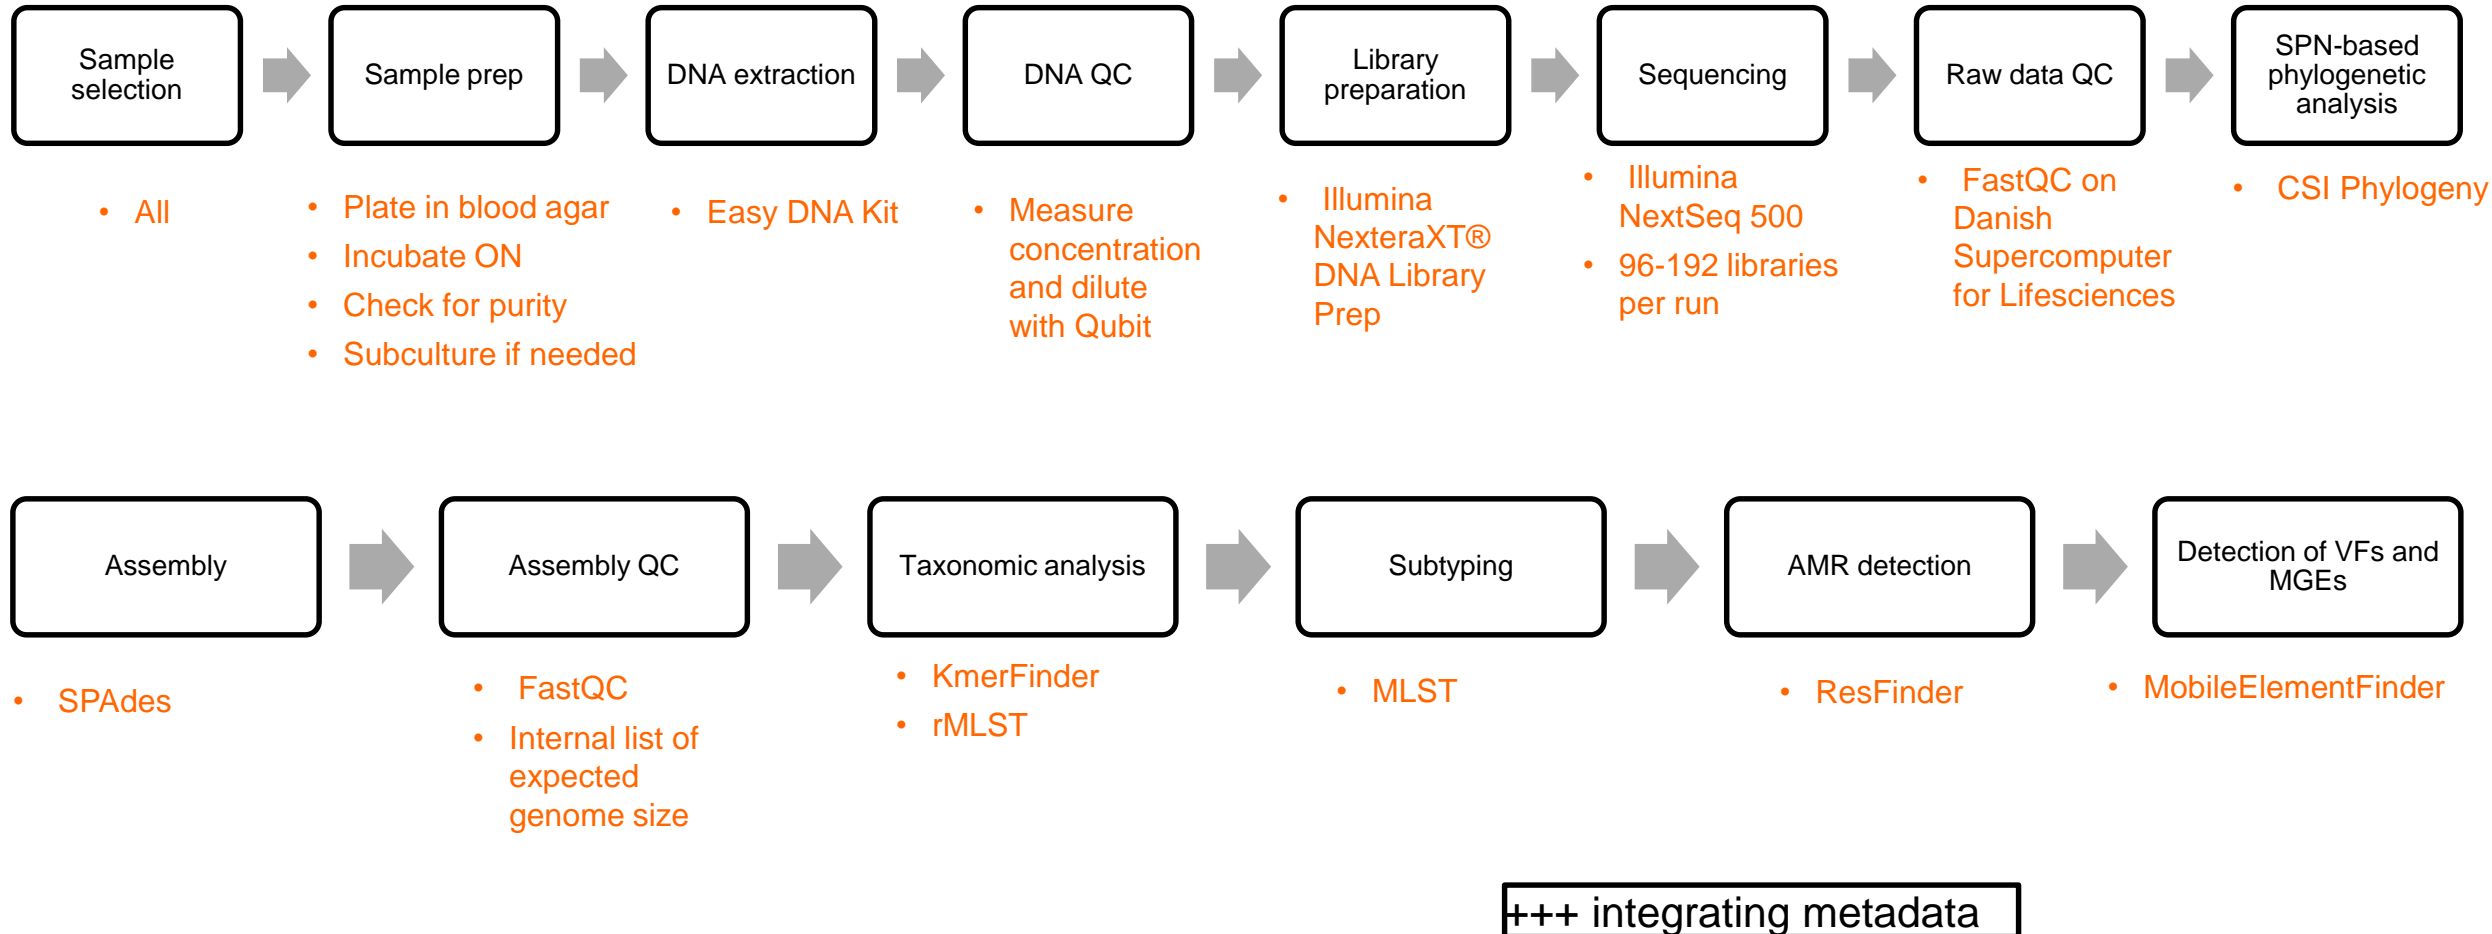 Sample
selection
Sample prep
DNA extraction
DNA QC
Library
preparation
Sequencing
Raw data QC
SPN-based
phylogenetic
analysis
• All
• Plate in blood agar
• Incubate ON
• Check for purity
• Subculture if needed
• Easy DNA Kit
• Measure
concentration
and dilute
with Qubit
• Illumina
NexteraXT®
DNA Library
Prep
• Illumina
NextSeq 500
• 96-192 libraries
per run
• FastQC on
Danish
Supercomputer
for Lifesciences
• CSI Phylogeny
Assembly
Assembly QC
Taxonomic analysis
Subtyping
AMR detection
Detection of VFs and
MGEs
• SPAdes
• FastQC
• Internal list of
expected
genome size
• KmerFinder
• rMLST
• MLST
• ResFinder
• MobileElementFinder
+++ integrating metadata